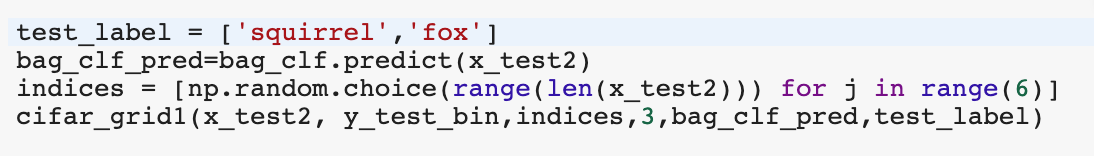 test_label = ['squirrel','fox']
bag_clf_pred=bag_clf.predict(x_test2)
indices = [np.random.choice(range(len(x_test2))) for j in range(6)]
cifar_grid1(x_test2, y_test_bin,indices,3,bag_clf_pred,test_label)